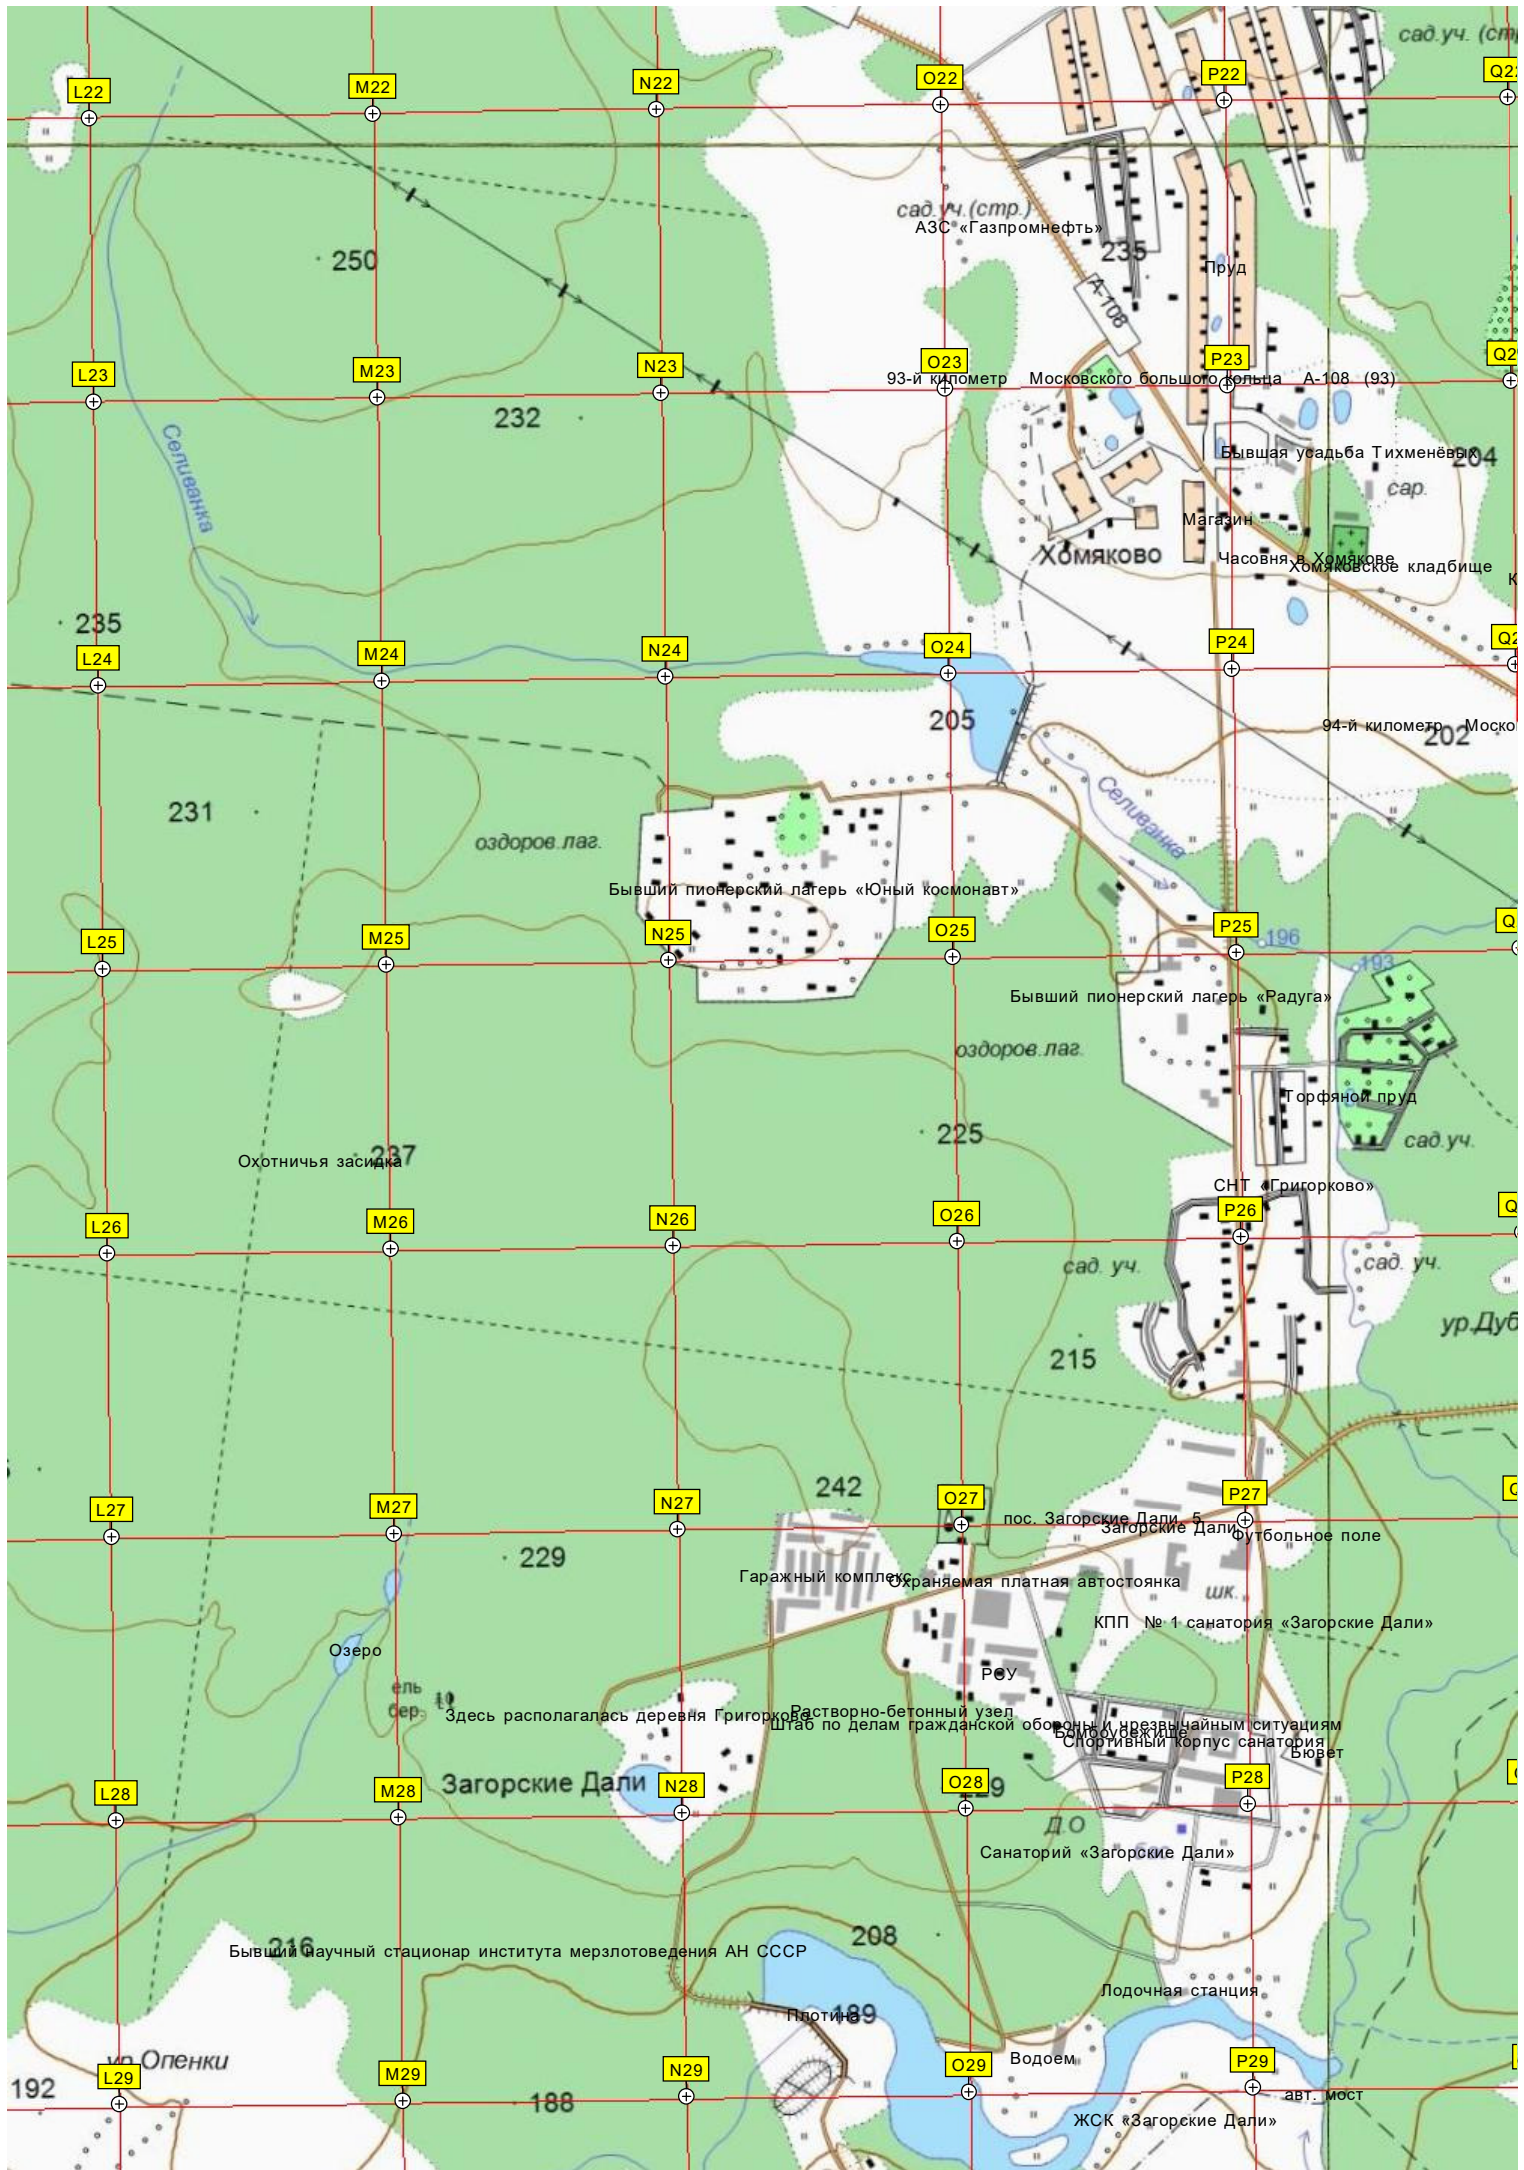 сад.уч.
L22
M22
N22
O22
P22
сад.уч.(стр.)
АЗС «Газпромнефть»
235
250
Пруд
А-108
L23
M23
N23
O23
P23
93-й километр Московского большого кольца А-108 (93)
232
Селиванка
Бывшая усадьба Тихменёвых
204
сар.
Магазин
Хомяково
Часовня в Хомякове
Хомяковское кладбище
235
L24
M24
N24
O24
P24
205
94-й километр
202
231
Селиванка
оздоров.лаг.
Бывший пионерский лагерь «Юный космонавт»
L25
M25
N25
O25
P25
196
193
Бывший пионерский лагерь «Радуга»
оздоров.лаг.
Торфяной пруд
225
сад.уч.
237
Охотничья засидка
СНТ «Григорково»
L26
M26
N26
O26
P26
сад. уч.
сад. уч.
215
242
L27
M27
N27
O27
P27
пос. Загорские Дали, 5
Загорские Дали
Футбольное поле
229
Гаражный комплекс
Охраняемая платная автостоянка
шк.
КПП № 1 санатория «Загорские Дали»
Озеро
РСУ
ель
бер.
Здесь располагалась деревня Григорково
Растворно-бетонный узел
Штаб по делам гражданской обороны и чрезвычайным ситуациям
Бомбоубежище
Спортивный корпус санатория
Бювет
Загорские Дали
L28
M28
N28
O28
P28
Д.О
Санаторий «Загорские Дали»
208
216
Бывший научный стационар института мерзлотоведения АН СССР
Лодочная станция
Плотина
189
ур.Опенки
Водоем
192
L29
M29
N29
O29
P29
188
авт. мост
ЖСК «Загорские Дали»